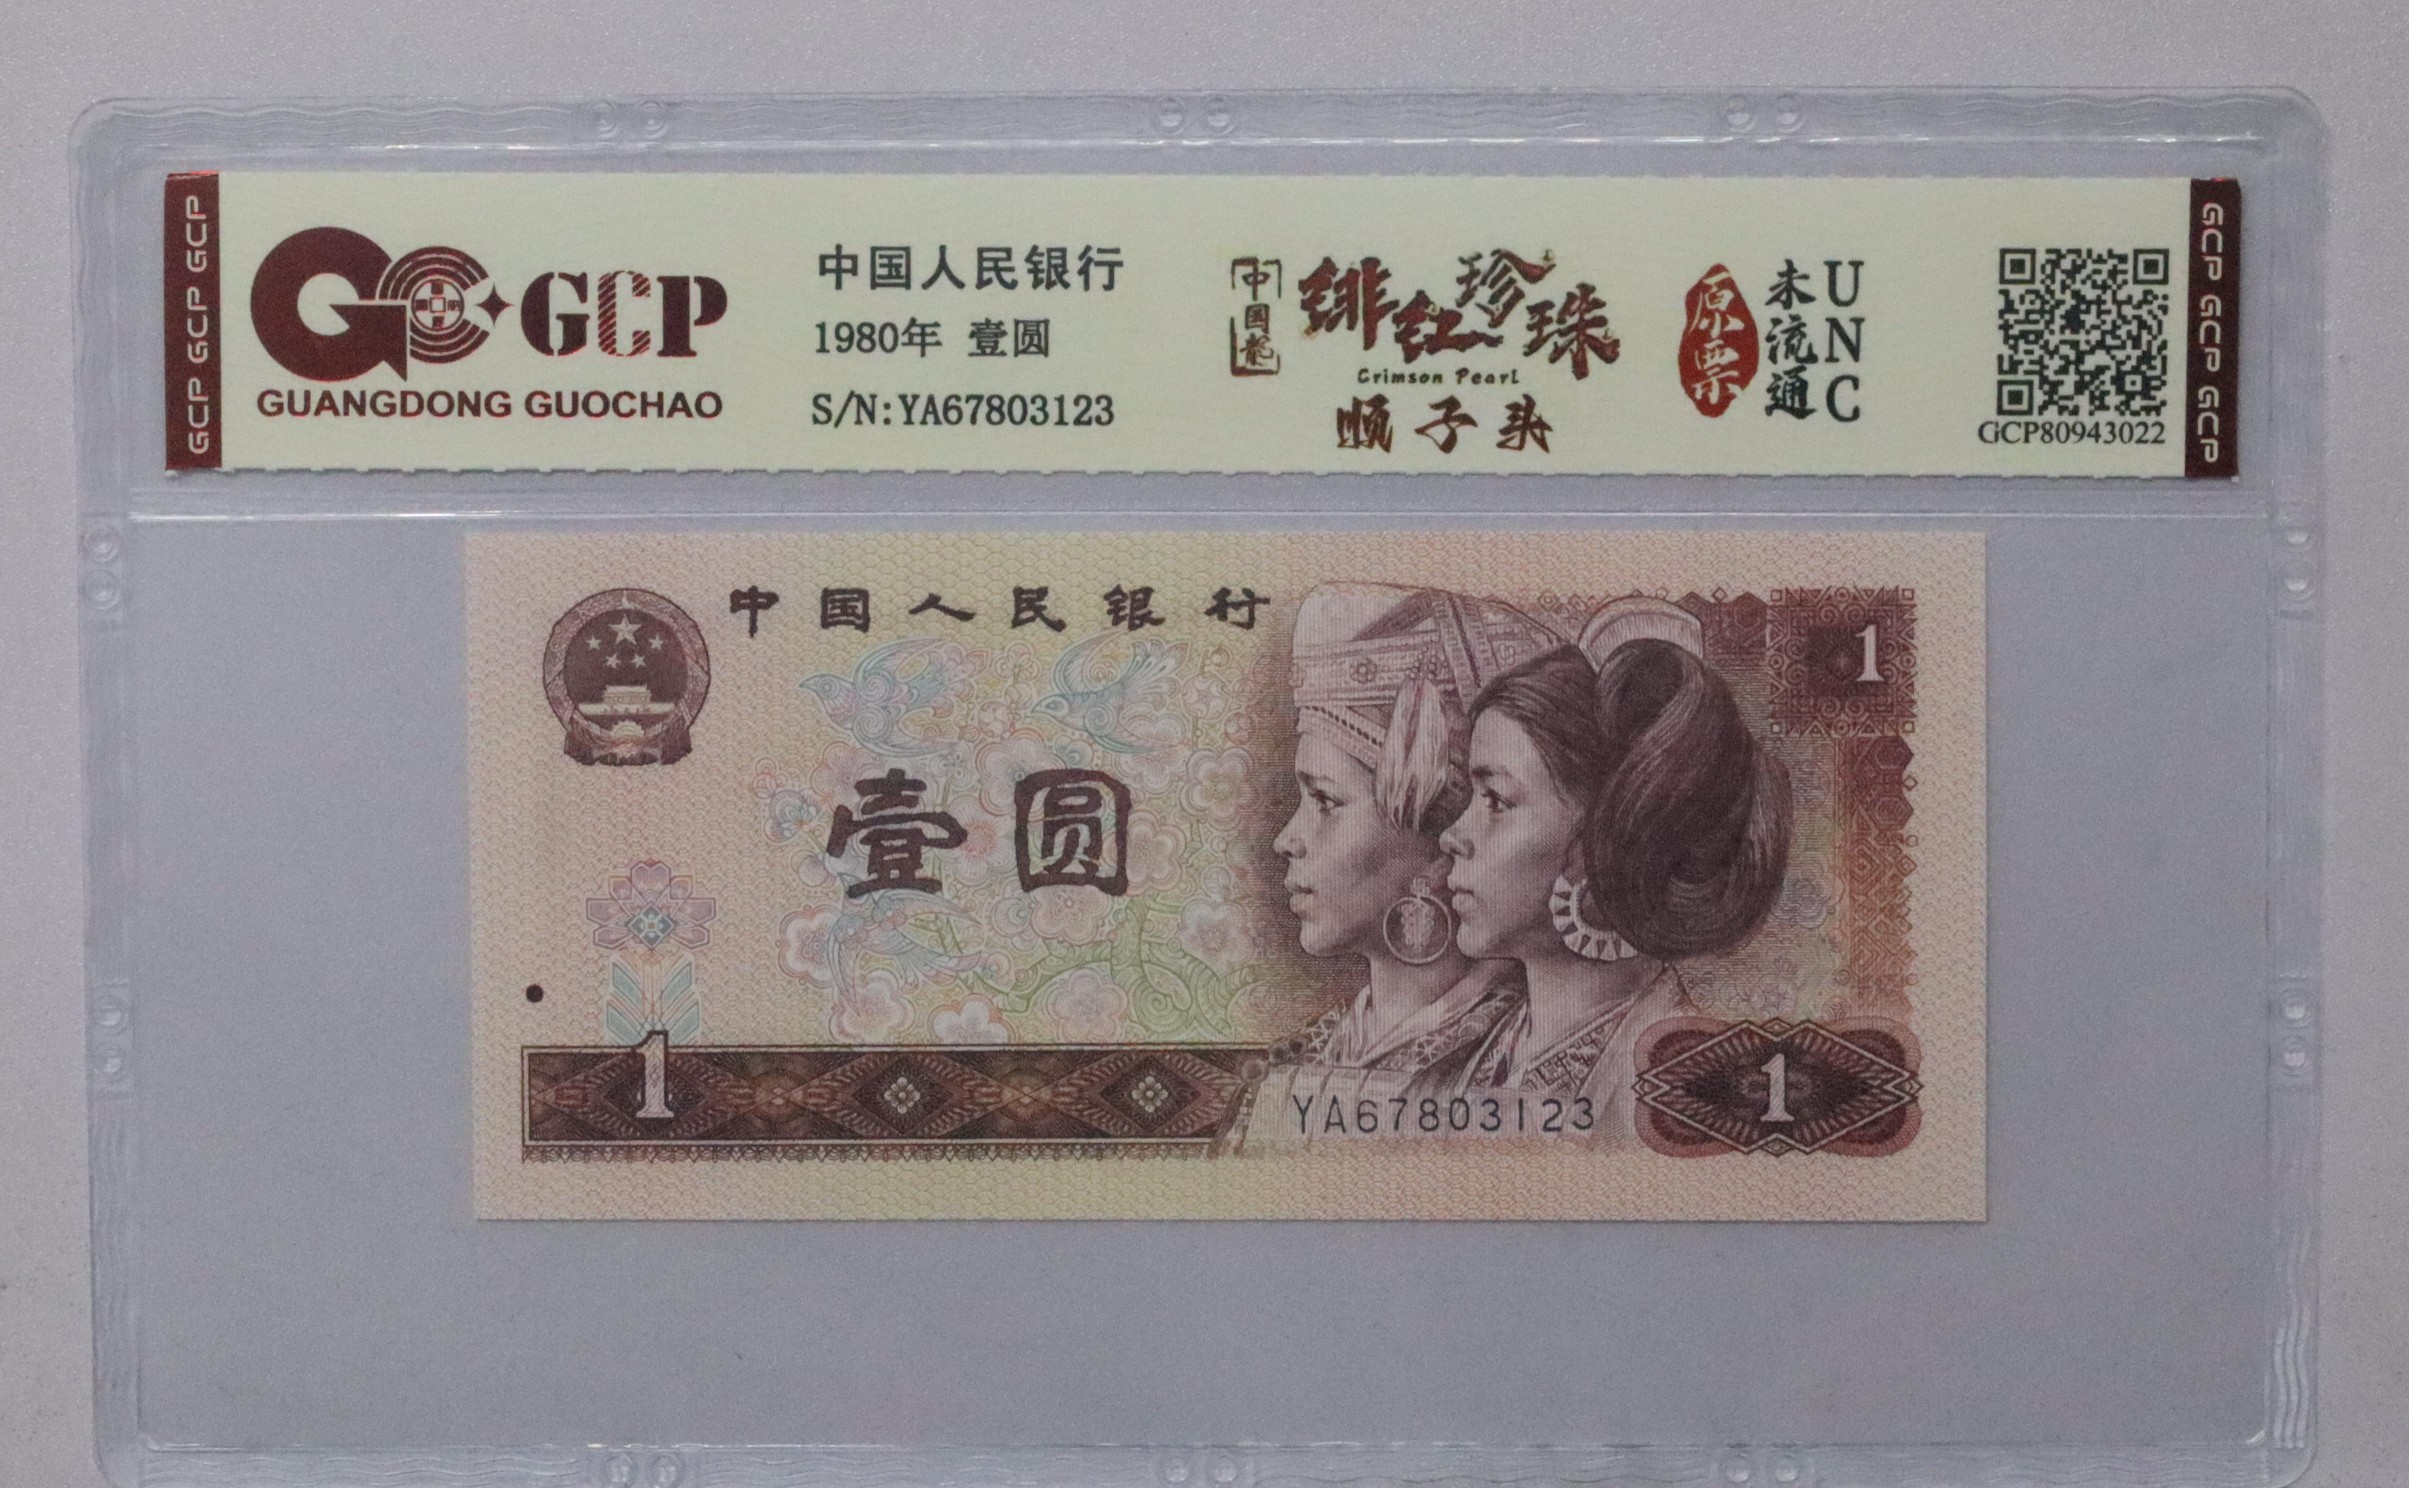 GCP GCP GCP
GCP
GUANGDONG GUOCHAO
中国人民银行
1980年 壹圆
S/N:YA67803123
中国龙
绯红珍珠
Crimson Pearl
顺子头
原票
未流通
UNC
GCP80943022
GCP GCP GCP
中国人民银行
1
壹圆
1
YA67803123
1